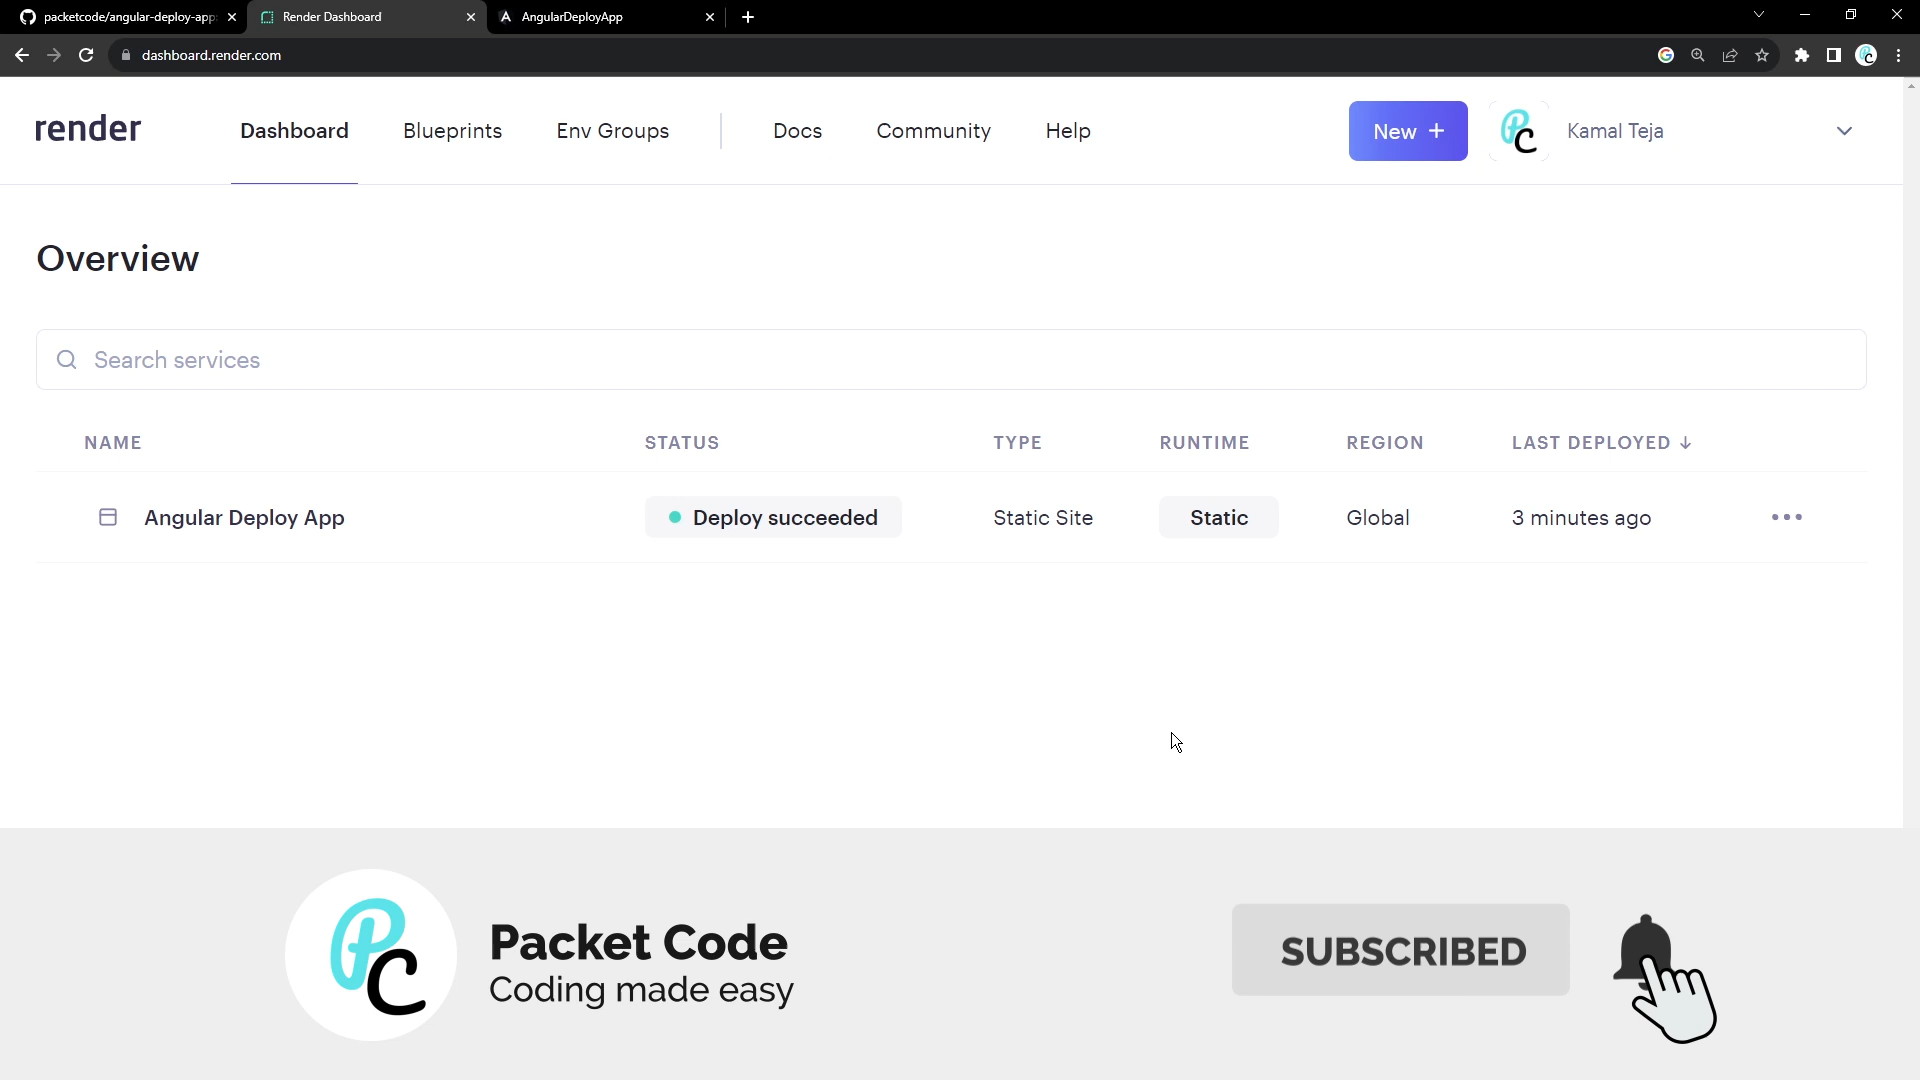 packetcode/angular-deploy-app:
Render Dashboard
AngularDeployApp
dashboard.render.com
render
Dashboard
Blueprints
Env Groups
Docs
Community
Help
New +
PC
Kamal Teja
Overview
Search services
NAME
STATUS
TYPE
RUNTIME
REGION
LAST DEPLOYED ↓
Angular Deploy App
Deploy succeeded
Static Site
Static
Global
3 minutes ago
PC
Packet Code
Coding made easy
SUBSCRIBED